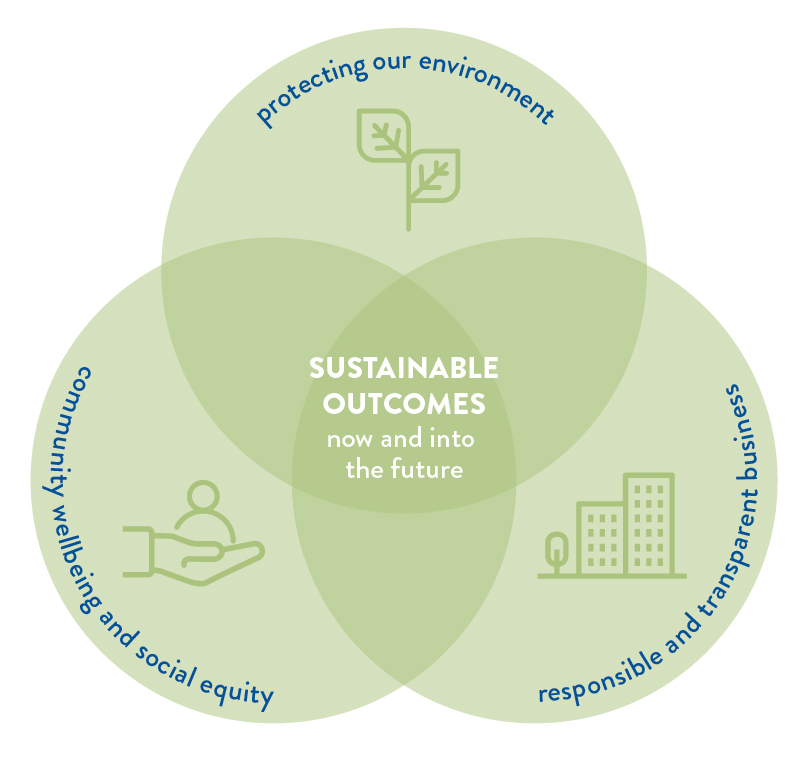 protecting our environment
SUSTAINABLE
OUTCOMES
now and into
the future
community wellbeing and social equity
responsible and transparent business